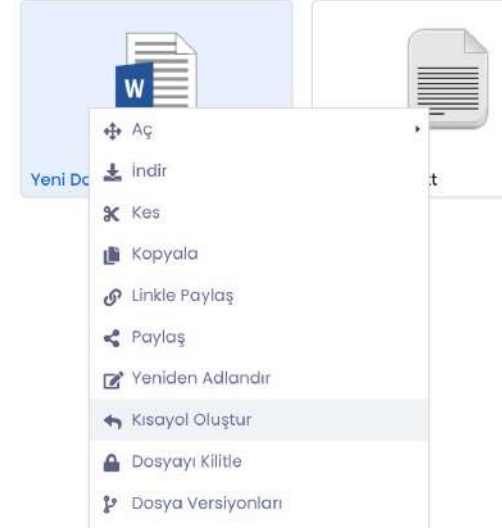 W
Yeni Do
t
Aç
İndir
Kes
Kopyala
Linkle Paylaş
Paylaş
Yeniden Adlandır
Kısayol Oluştur
Dosyayı Kilitle
Dosya Versiyonları